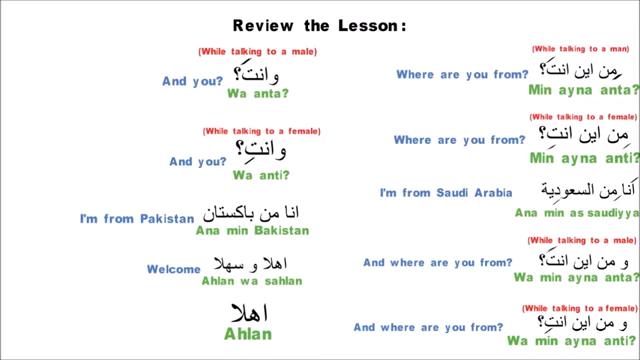 Review the Lesson:
(While talking to a male)
And you? وانتَ؟
Wa anta?
(While talking to a female)
And you? وانتِ؟
Wa anti?
I'm from Pakistan انا من باكستان
Ana min Bakistan
Welcome اهلا و سهلا
Ahlan wa sahlan
اهلا
Ahlan
(While talking to a man)
Where are you from? مِن اين انتَ؟
Min ayna anta?
(While talking to a female)
Where are you from? مِن اين انتِ؟
Min ayna anti?
I'm from Saudi Arabia اَنا مِن السعودِية
Ana min as saudiyya
(While talking to a male)
And where are you from? و من اين انتَ؟
Wa min ayna anta?
(While talking to a female)
And where are you from? و من اين انتِ؟
Wa min ayna anti?